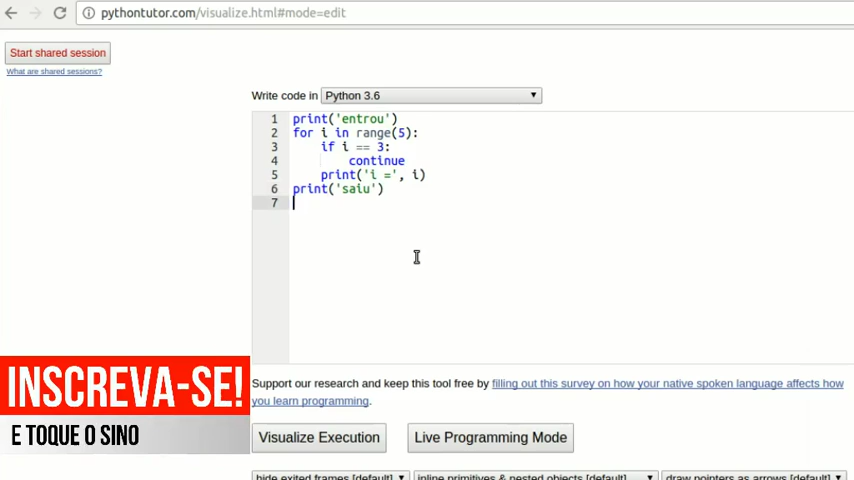 pythontutor.com/visualize.html#mode=edit
Start shared session
What are shared sessions?
Write code in Python 3.6
1 print('entrou')
2 for i in range(5):
3 if i == 3:
4 continue
5 print('i =', i)
6 print('saiu')
7
INSCREVA-SE!
E TOQUE O SINO
Support our research and keep this tool free by filling out this survey on how your native spoken language affects how
you learn programming.
Visualize Execution Live Programming Mode
hide exited frames [default] inline primitives & nested objects [default] draw pointers as arrows [default]